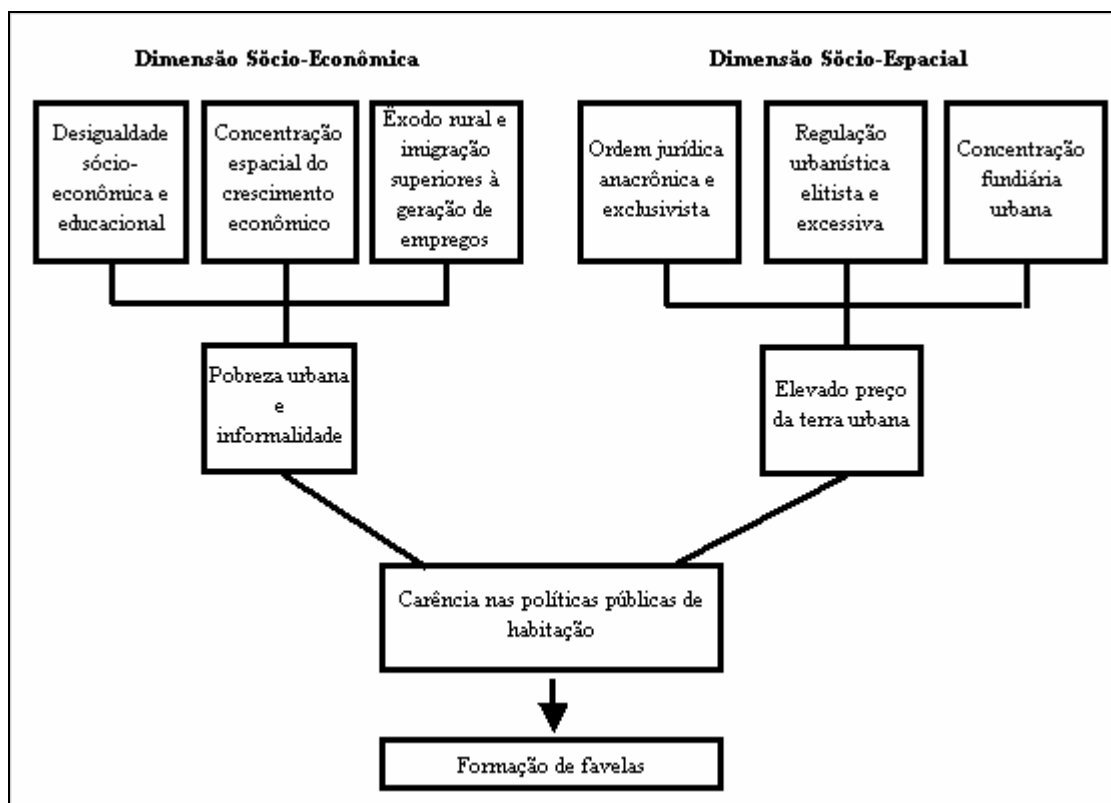 Dimensão Sócio-Econômica
Desigualdade
sócio-
econômica e
educacional
Concentração
espacial do
crescimento
econômico
Êxodo rural e
imigração
superiores à
geração de
empregos
Dimensão Sócio-Espacial
Ordem jurídica
anacrônica e
exclusivista
Regulação
urbanística
elitista e
excessiva
Concentração
fundiária
urbana
Pobreza urbana
e
informalidade
Elevado preço
da terra urbana
Carência nas políticas públicas de
habitação
Formação de favelas